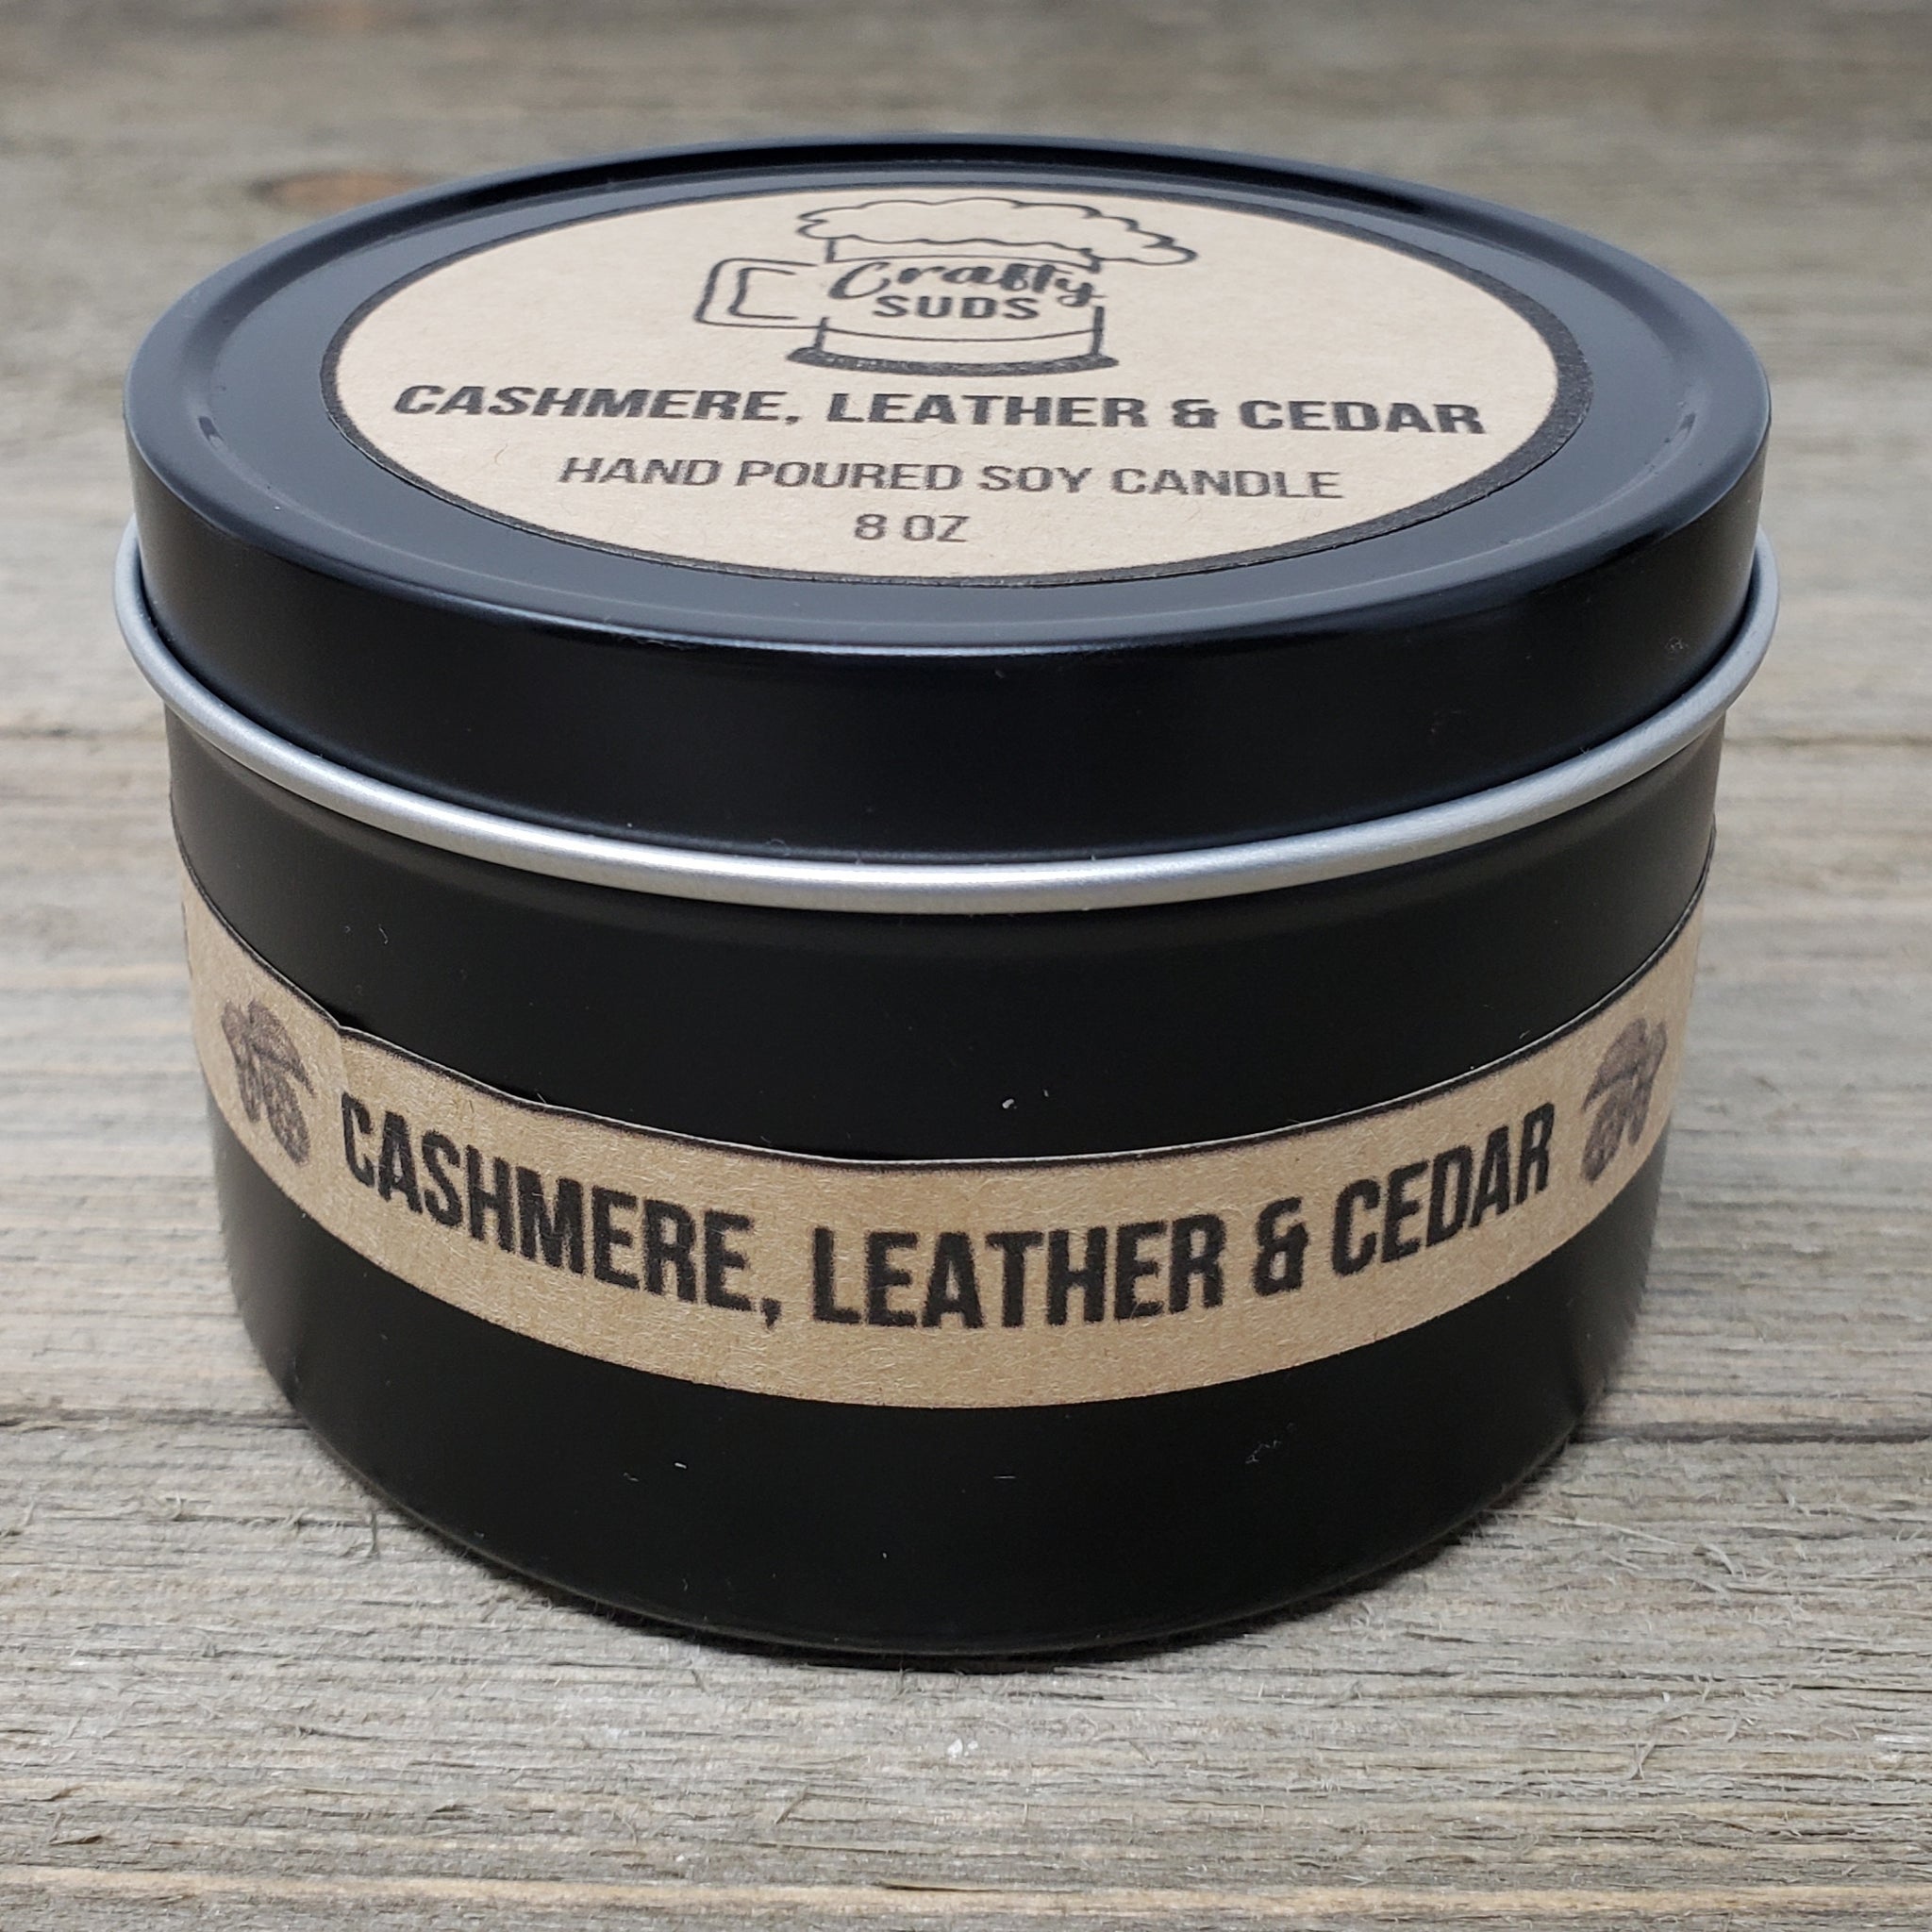 Crafty
SUDS
CASHMERE, LEATHER & CEDAR
HAND POURED SOY CANDLE
8 OZ
CASHMERE, LEATHER & CEDAR